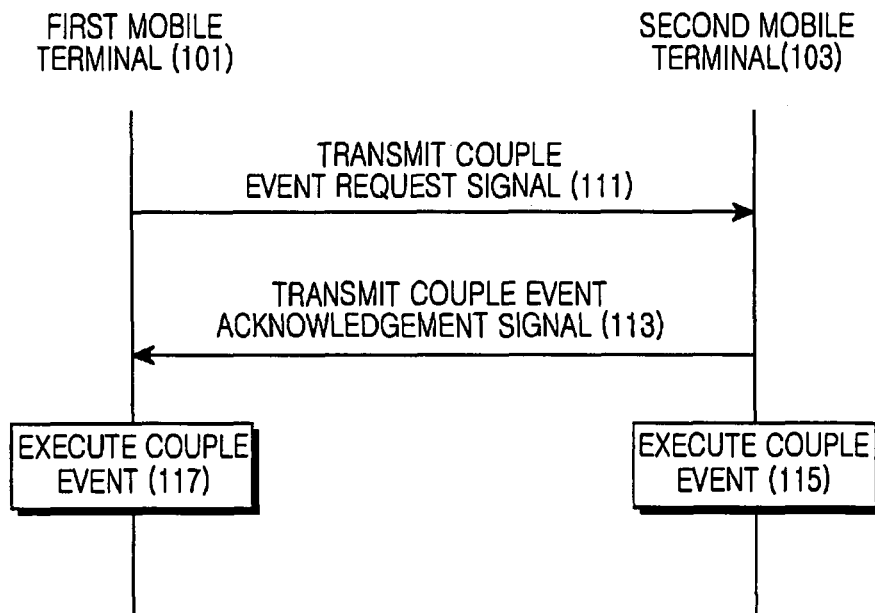 FIRST MOBILE
TERMINAL (101)
SECOND MOBILE
TERMINAL(103)
TRANSMIT COUPLE
EVENT REQUEST SIGNAL (111)
TRANSMIT COUPLE EVENT
ACKNOWLEDGEMENT SIGNAL (113)
EXECUTE COUPLE
EVENT (117)
EXECUTE COUPLE
EVENT (115)